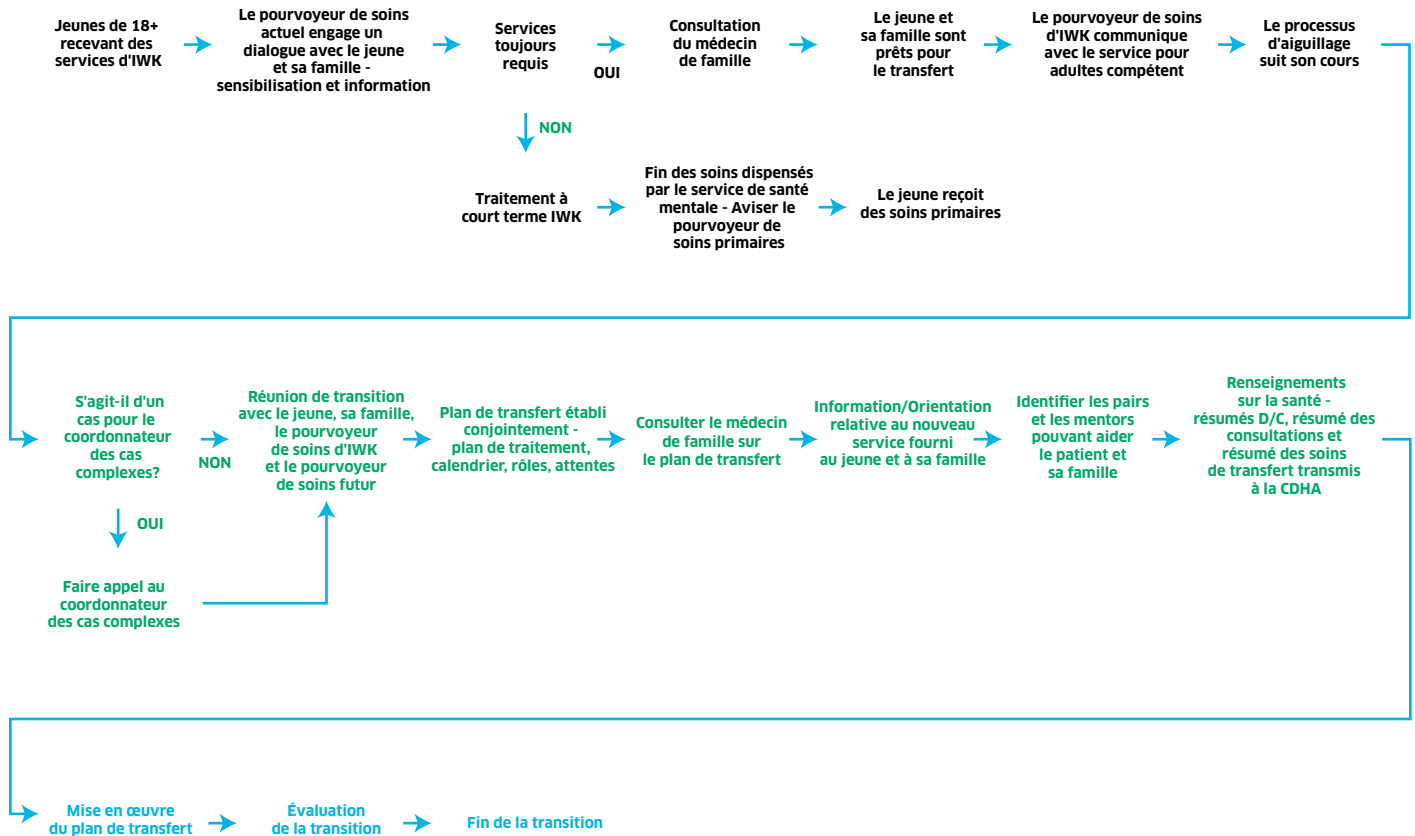 Jeunes de 18+
recevant des
services d'IWK
Le pourvoyeur de soins
actuel engage un
dialogue avec le jeune
et sa famille -
sensibilisation et information
Services
toujours
requis
OUI
Consultation
du médecin
de famille
Le jeune et
sa famille sont
prêts pour
le transfert
Le pourvoyeur de soins
d'IWK communique
avec le service pour
adultes compétent
Le processus
d'aiguillage
suit son cours
NON
Traitement à
court terme IWK
Fin des soins dispensés
par le service de santé
mentale - Aviser le
pourvoyeur de
soins primaires
Le jeune reçoit
des soins primaires
S'agit-il d'un
cas pour le
coordonnateur
des cas
complexes?
NON
Réunion de transition
avec le jeune, sa famille,
le pourvoyeur
de soins d'IWK
et le pourvoyeur
de soins futur
Plan de transfert établi
conjointement -
plan de traitement,
calendrier, rôles, attentes
Consulter le médecin
de famille sur
le plan de transfert
Information/Orientation
relative au nouveau
service fourni
au jeune et à sa famille
Identifier les pairs
et les mentors
pouvant aider
le patient et
sa famille
Renseignements
sur la santé -
résumés D/C, résumé des
consultations et
résumé des soins
de transfert transmis
à la CDHA
OUI
Faire appel au
coordonnateur
des cas complexes
Mise en œuvre
du plan de transfert
Évaluation
de la transition
Fin de la transition